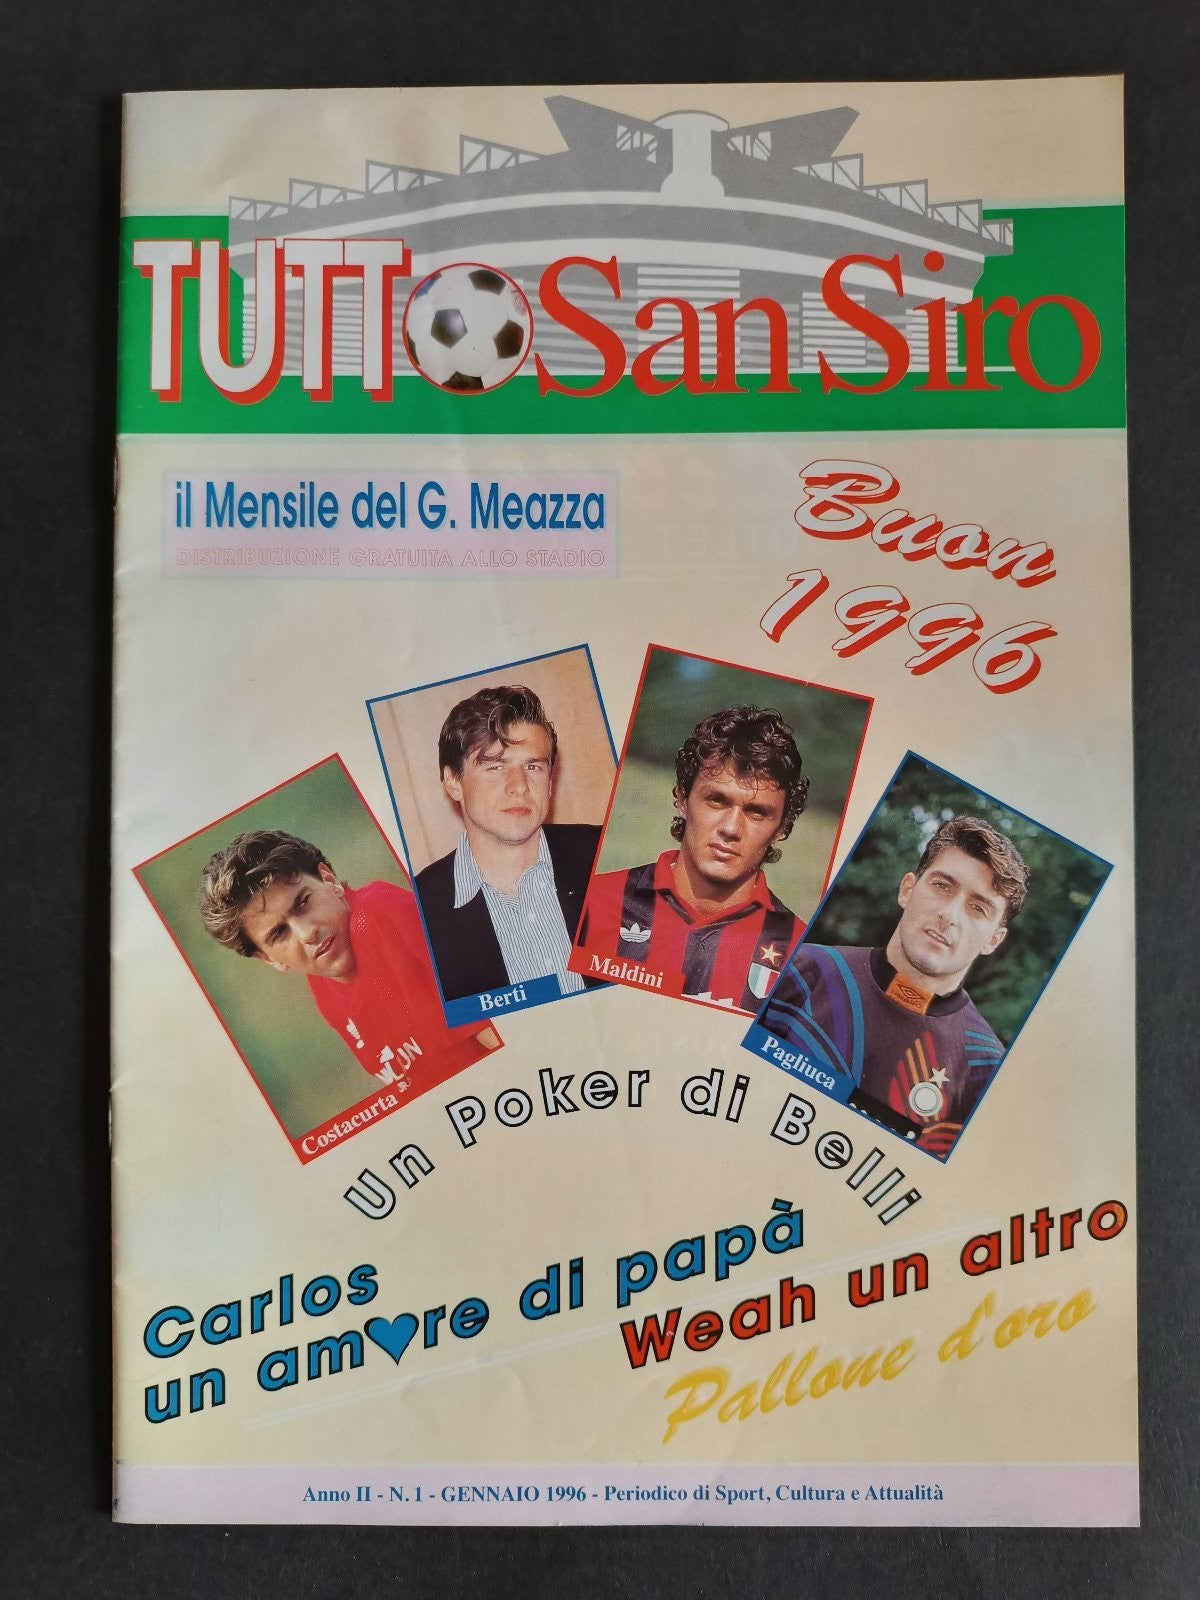 TUTTO San Siro
il Mensile del G. Meazza
DISTRIBUZIONE GRATUITA ALLO STADIO
Buon
1996
Costacurta
Berti
Maldini
Pagliuca
Un Poker di Belli
Carlos
un amore di papà
Weah un altro
Pallone d'oro
Anno II - N. 1 - GENNAIO 1996 - Periodico di Sport, Cultura e Attualità